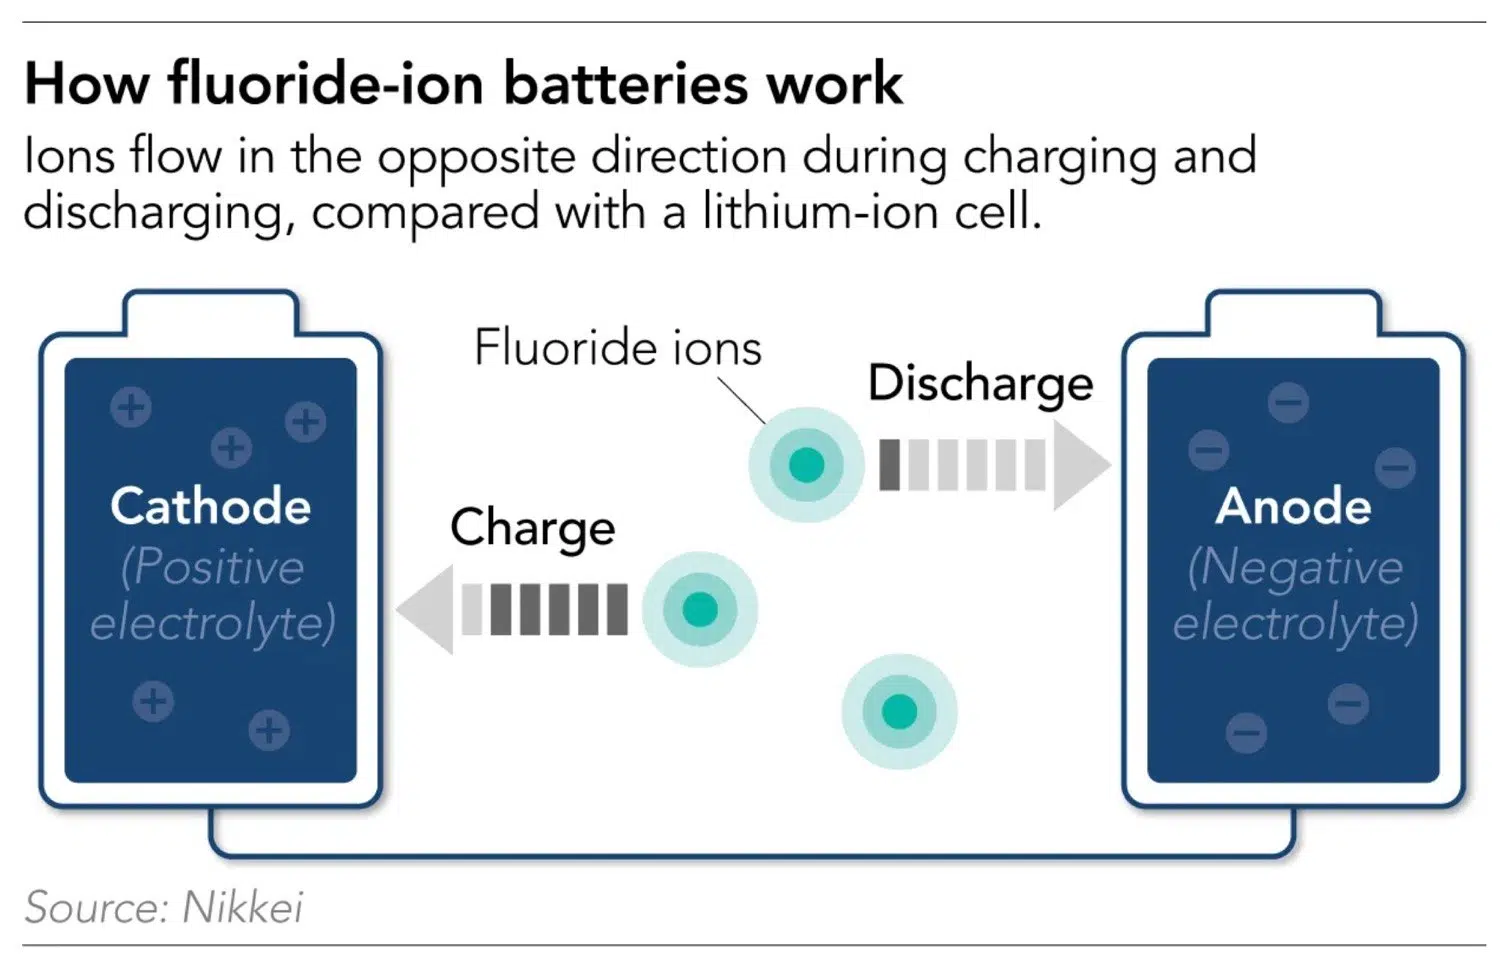 How fluoride-ion batteries work
Ions flow in the opposite direction during charging and
discharging, compared with a lithium-ion cell.
Fluoride ions
Discharge
Charge
Cathode
(Positive
electrolyte)
Anode
(Negative
electrolyte)
Source: Nikkei